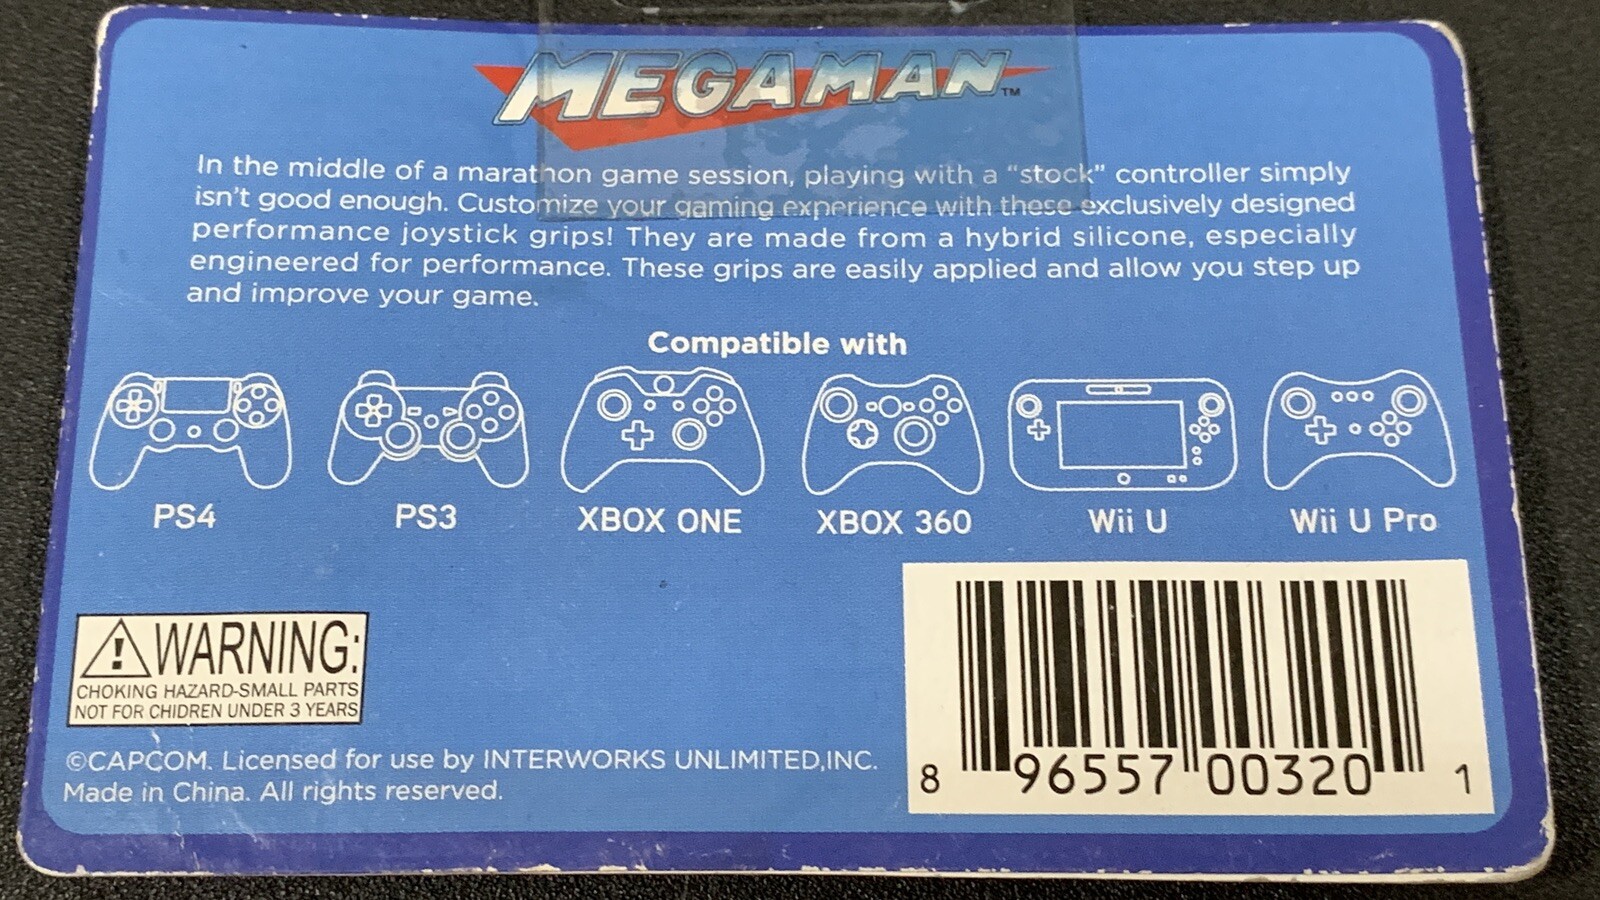 MEGAMAN™
In the middle of a marathon game session, playing with a "stock" controller simply
isn't good enough. Customize your gaming experience with these exclusively designed
performance joystick grips! They are made from a hybrid silicone, especially
engineered for performance. These grips are easily applied and allow you step up
and improve your game.
Compatible with
PS4 PS3 XBOX ONE XBOX 360 Wii U Wii U Pro
WARNING:
CHOKING HAZARD-SMALL PARTS
NOT FOR CHIDREN UNDER 3 YEARS
©CAPCOM. Licensed for use by INTERWORKS UNLIMITED,INC.
Made in China. All rights reserved.
8 96557 00320 1